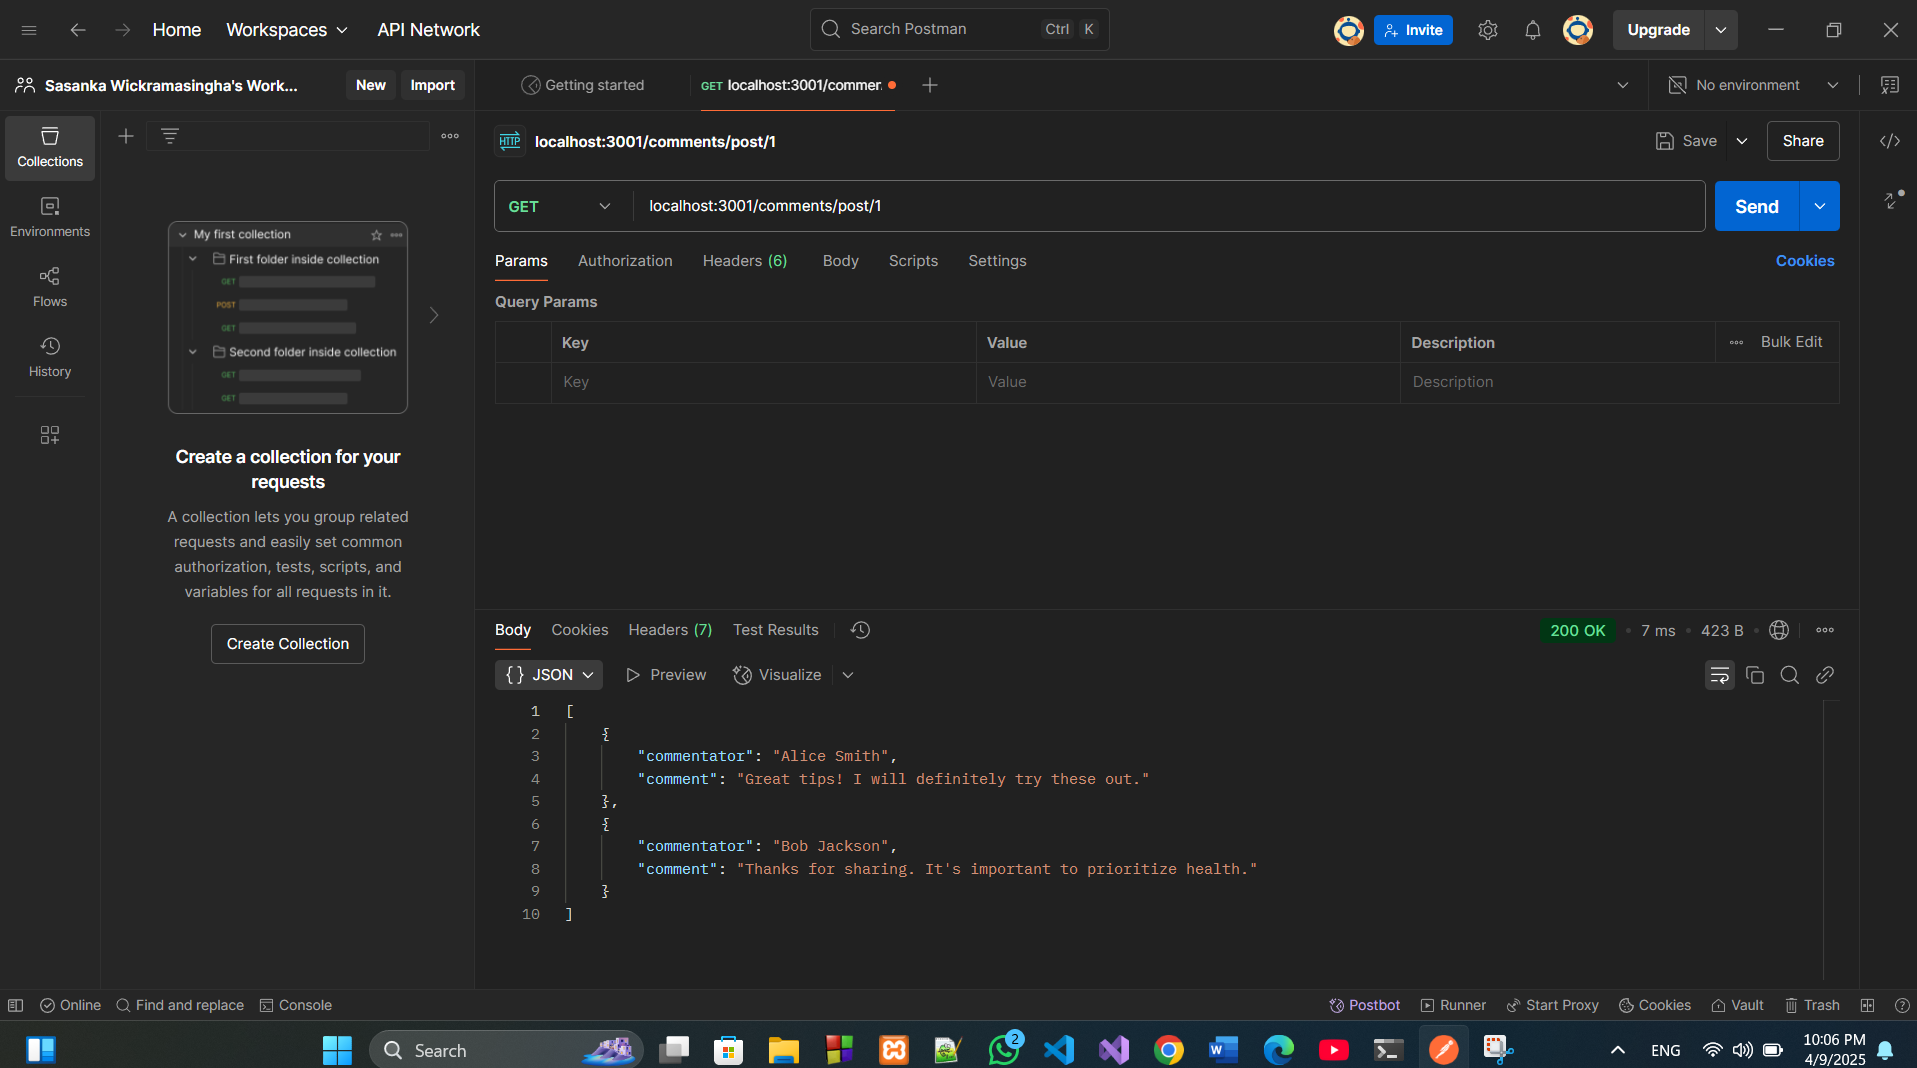 Home Workspaces API Network Search Postman Ctrl K Invite Upgrade
Sasanka Wickramasingha's Work... New Import Getting started GET localhost:3001/commer No environment
Collections
Environments
Flows
History
My first collection
First folder inside collection
GET
POST
GET
Second folder inside collection
GET
GET
Create a collection for your
requests
A collection lets you group related
requests and easily set common
authorization, tests, scripts, and
variables for all requests in it.
Create Collection
HTTP localhost:3001/comments/post/1 Save Share
GET localhost:3001/comments/post/1 Send
Params Authorization Headers (6) Body Scripts Settings Cookies
Query Params
Key Value Description Bulk Edit
Key Value Description
Body Cookies Headers (7) Test Results 200 OK 7 ms 423 B
{} JSON Preview Visualize
1 [
2 {
3 "commentator": "Alice Smith",
4 "comment": "Great tips! I will definitely try these out."
5 },
6 {
7 "commentator": "Bob Jackson",
8 "comment": "Thanks for sharing. It's important to prioritize health."
9 }
10 ]
Online Find and replace Console Postbot Runner Start Proxy Cookies Vault Trash
Search 2 ENG 10:06 PM
4/9/2025